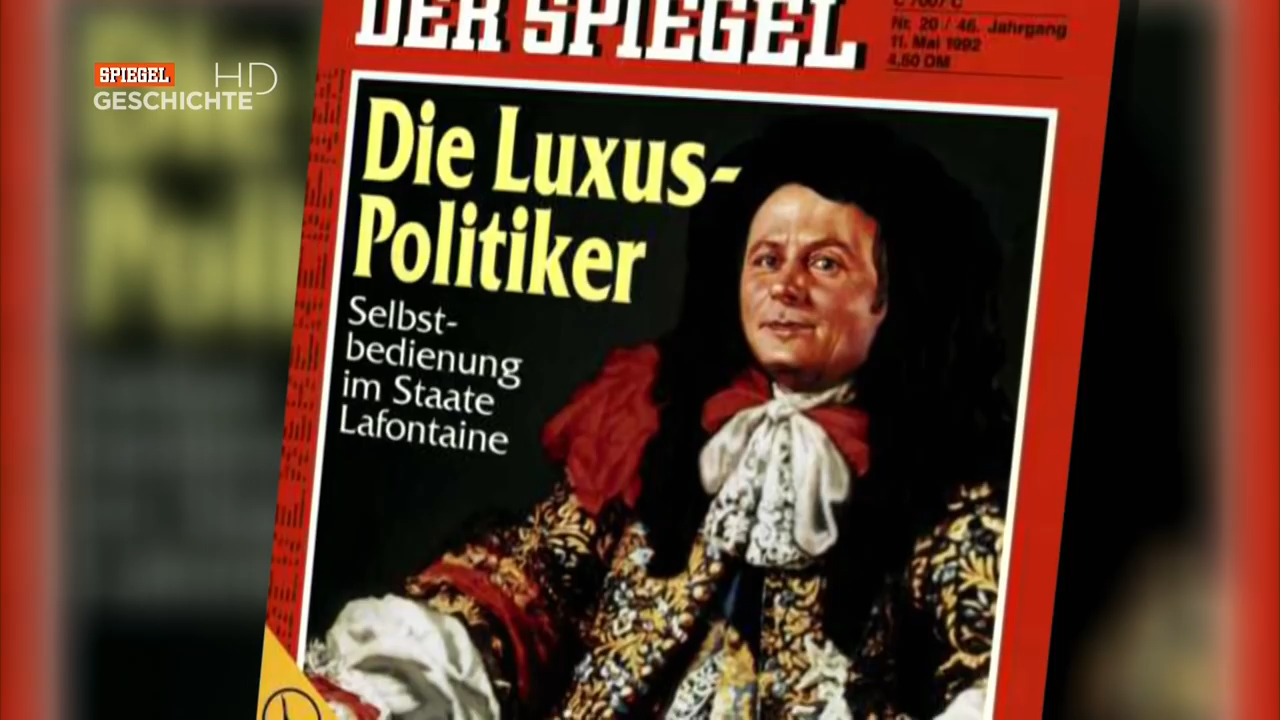 SPIEGEL HD
GESCHICHTE
DER SPIEGEL
C 7007 C
Nr. 20 / 46. Jahrgang
11. Mai 1992
4,50 DM
Die Luxus-
Politiker
Selbst-
bedienung
im Staate
Lafontaine